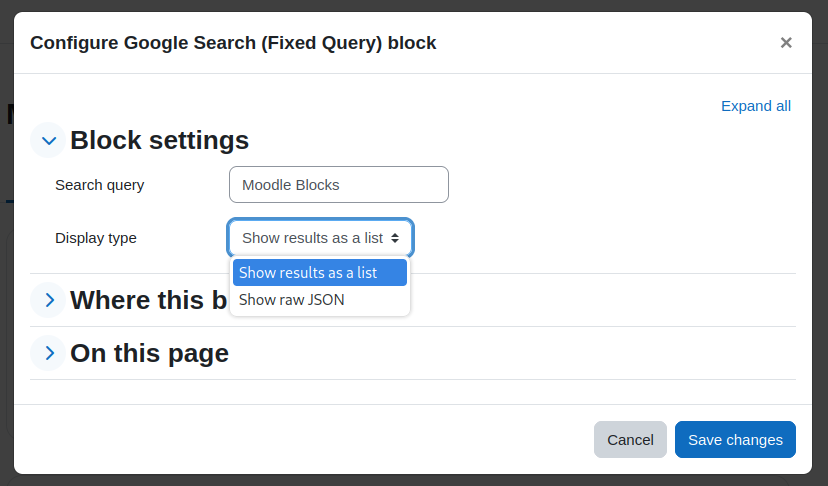 Configure Google Search (Fixed Query) block
×
Expand all
Block settings
Search query
Moodle Blocks
Display type
Show results as a list
Show results as a list
Show raw JSON
Where this b
On this page
Cancel
Save changes